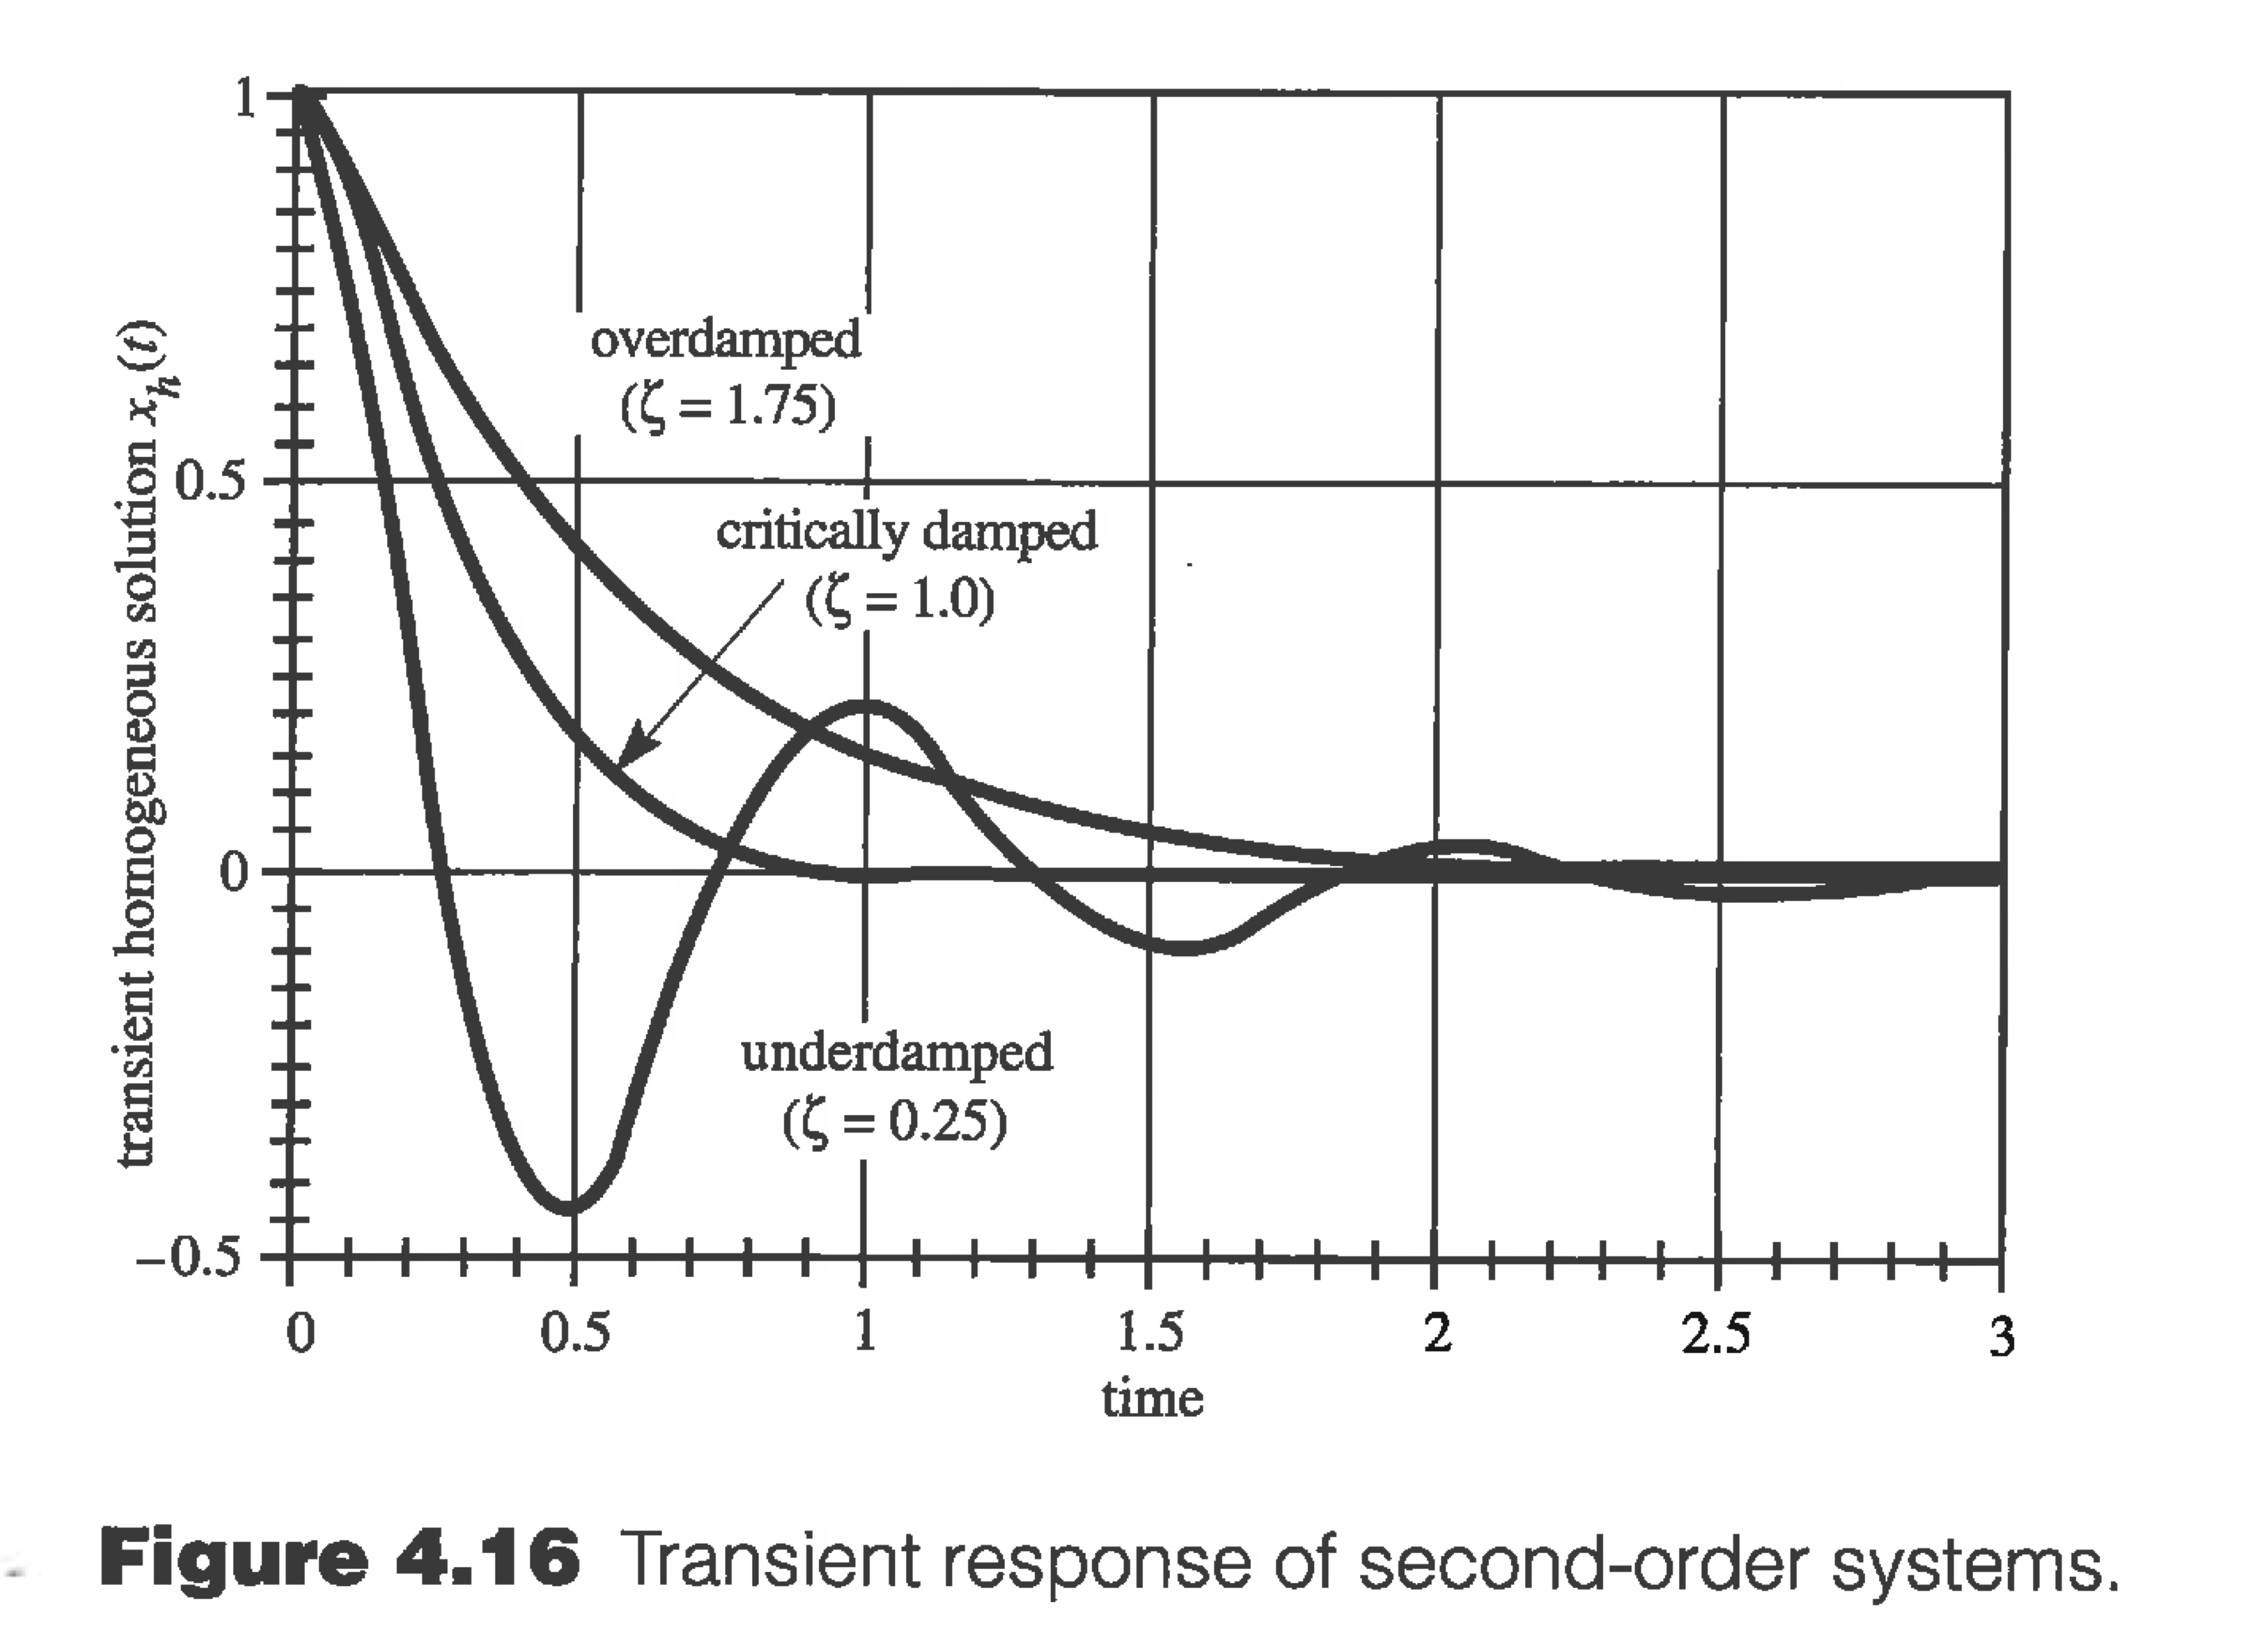 1
overdamped
(ζ = 1.75)
0.5
critically damped
(ζ = 1.0)
transient homogeneous solution xₕ(t)
0
underdamped
(ζ = 0.25)
−0.5
0 0.5 1 1.5 2 2.5 3
time
Figure 4.16 Transient response of second-order systems.